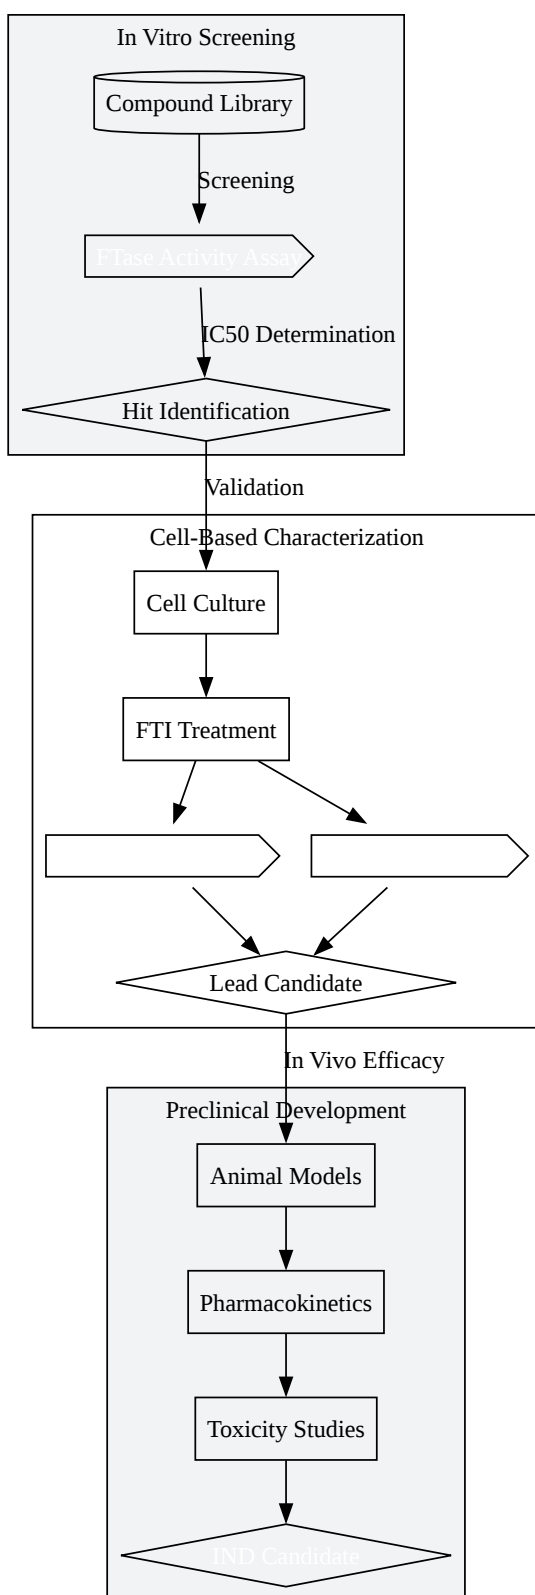 In Vitro Screening
Compound Library
Screening
FTase Activity Assay
IC50 Determination
Hit Identification
Validation
Cell-Based Characterization
Cell Culture
FTI Treatment
Lead Candidate
In Vivo Efficacy
Preclinical Development
Animal Models
Pharmacokinetics
Toxicity Studies
IND Candidate